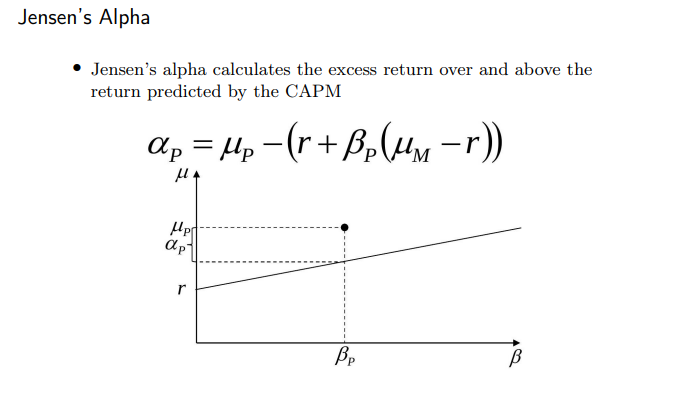 Jensen's Alpha
• Jensen's alpha calculates the excess return over and above the
return predicted by the CAPM
α_P = μ_P − (r + β_P(μ_M − r))
μ
μ_P
α_P
r
β_P
β